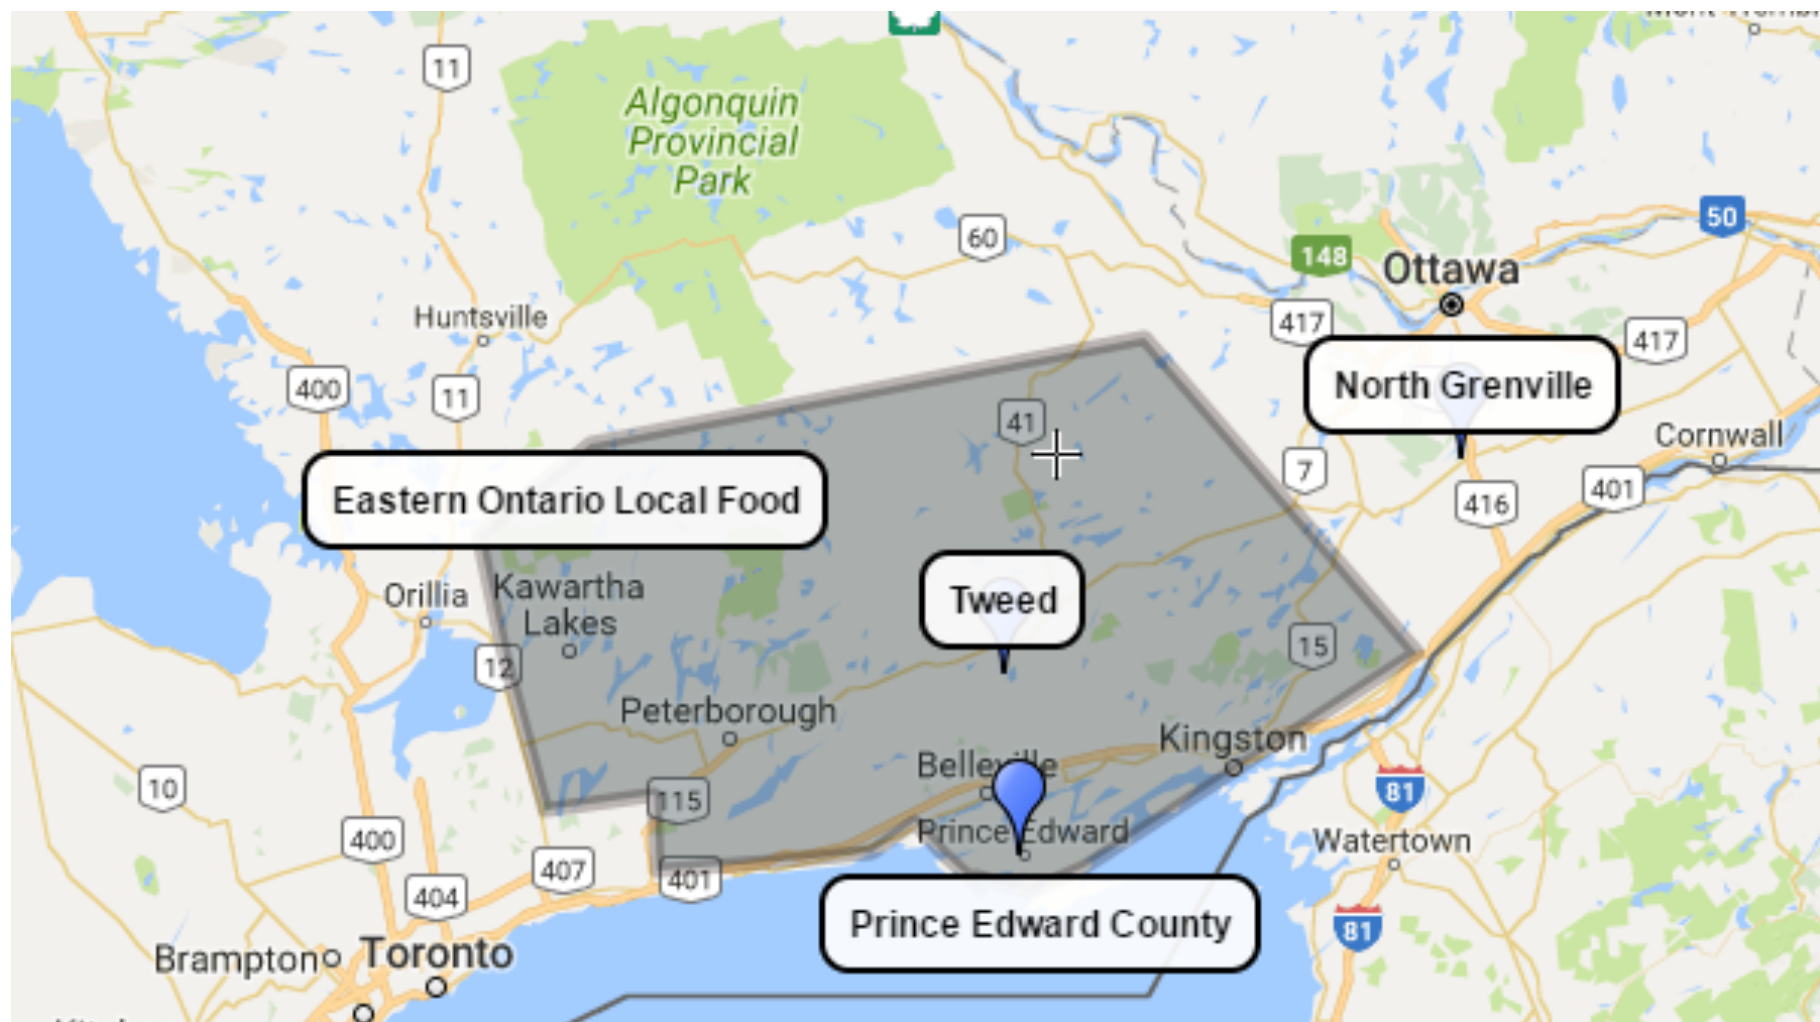 11
Algonquin
Provincial
Park
60
50
148
Ottawa
Huntsville
417
417
400
11
North Grenville
41
Cornwall
7
401
416
Eastern Ontario Local Food
Orillia
Kawartha
Lakes
Tweed
12
15
Peterborough
Kingston
Belleville
10
115
81
Prince Edward
400
Watertown
407
401
404
Prince Edward County
81
Brampton
Toronto